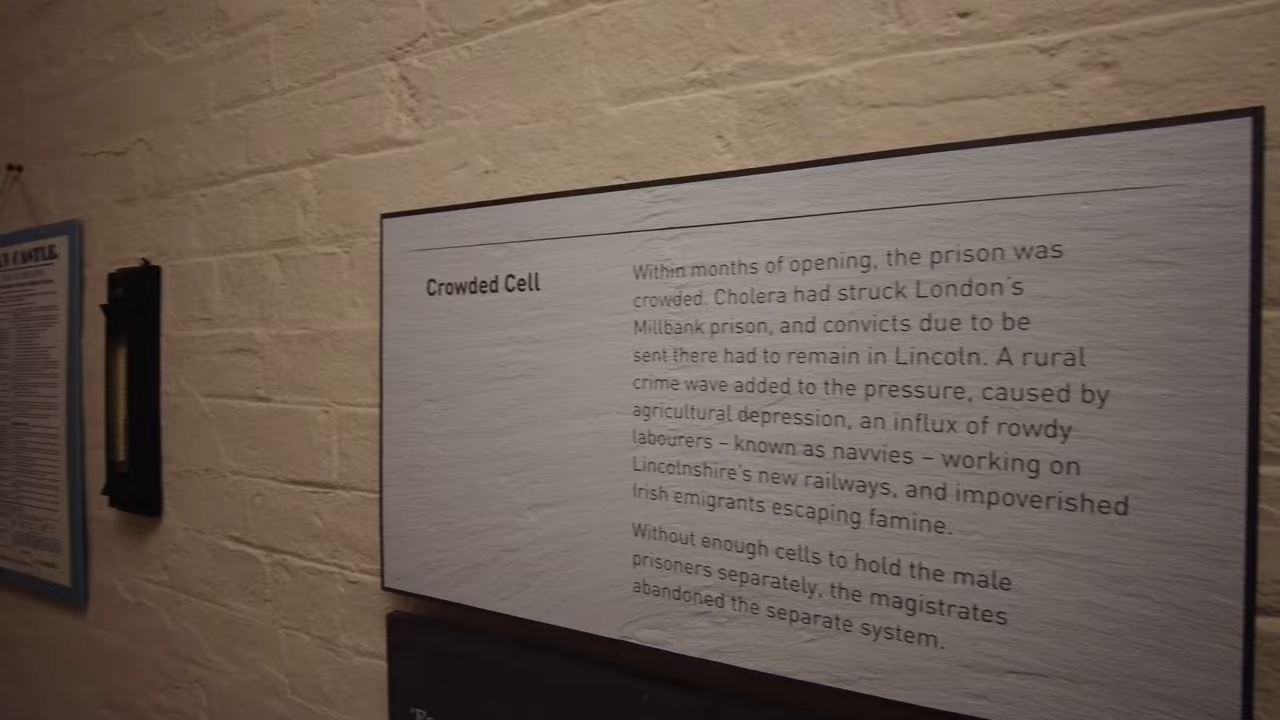 CASTLE
Crowded Cell
Within months of opening, the prison was
crowded. Cholera had struck London's
Millbank prison, and convicts due to be
sent there had to remain in Lincoln. A rural
crime wave added to the pressure, caused by
agricultural depression, an influx of rowdy
labourers – known as navvies – working on
Lincolnshire's new railways, and impoverished
Irish emigrants escaping famine.
Without enough cells to hold the male
prisoners separately, the magistrates
abandoned the separate system.